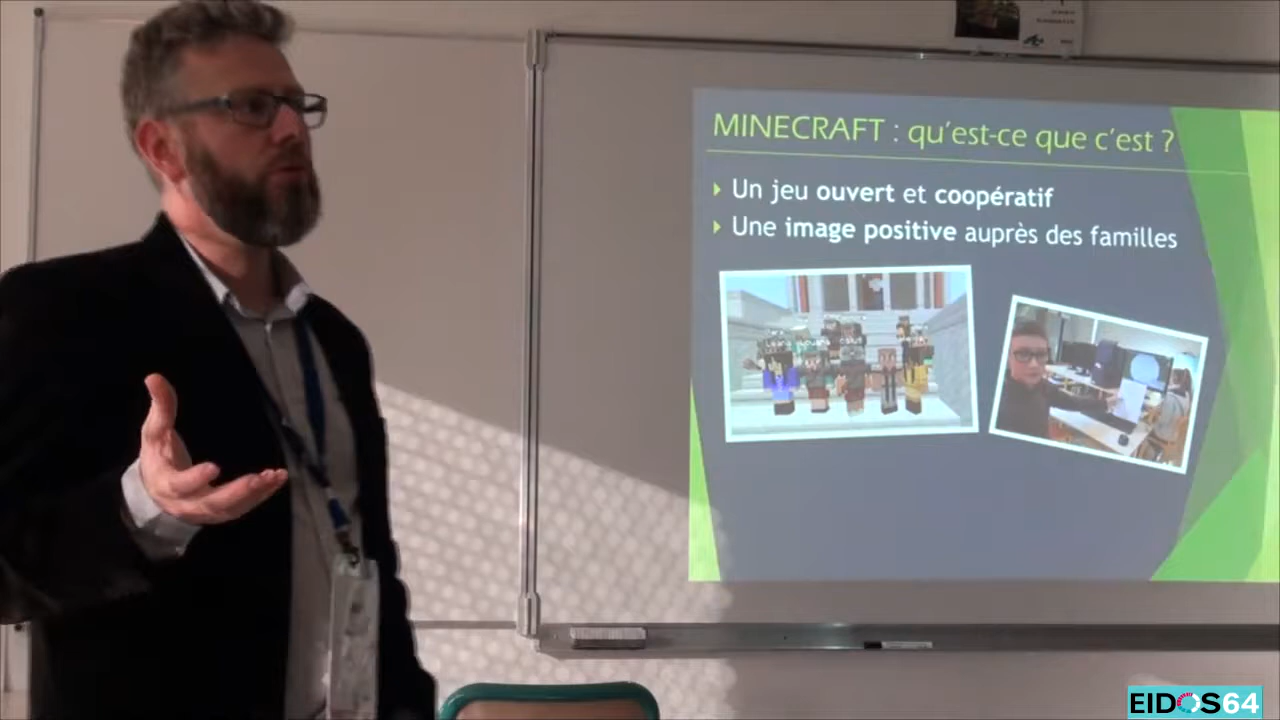 MINECRAFT : qu'est-ce que c'est ?
Un jeu ouvert et coopératif
Une image positive auprès des familles
EIDOS64